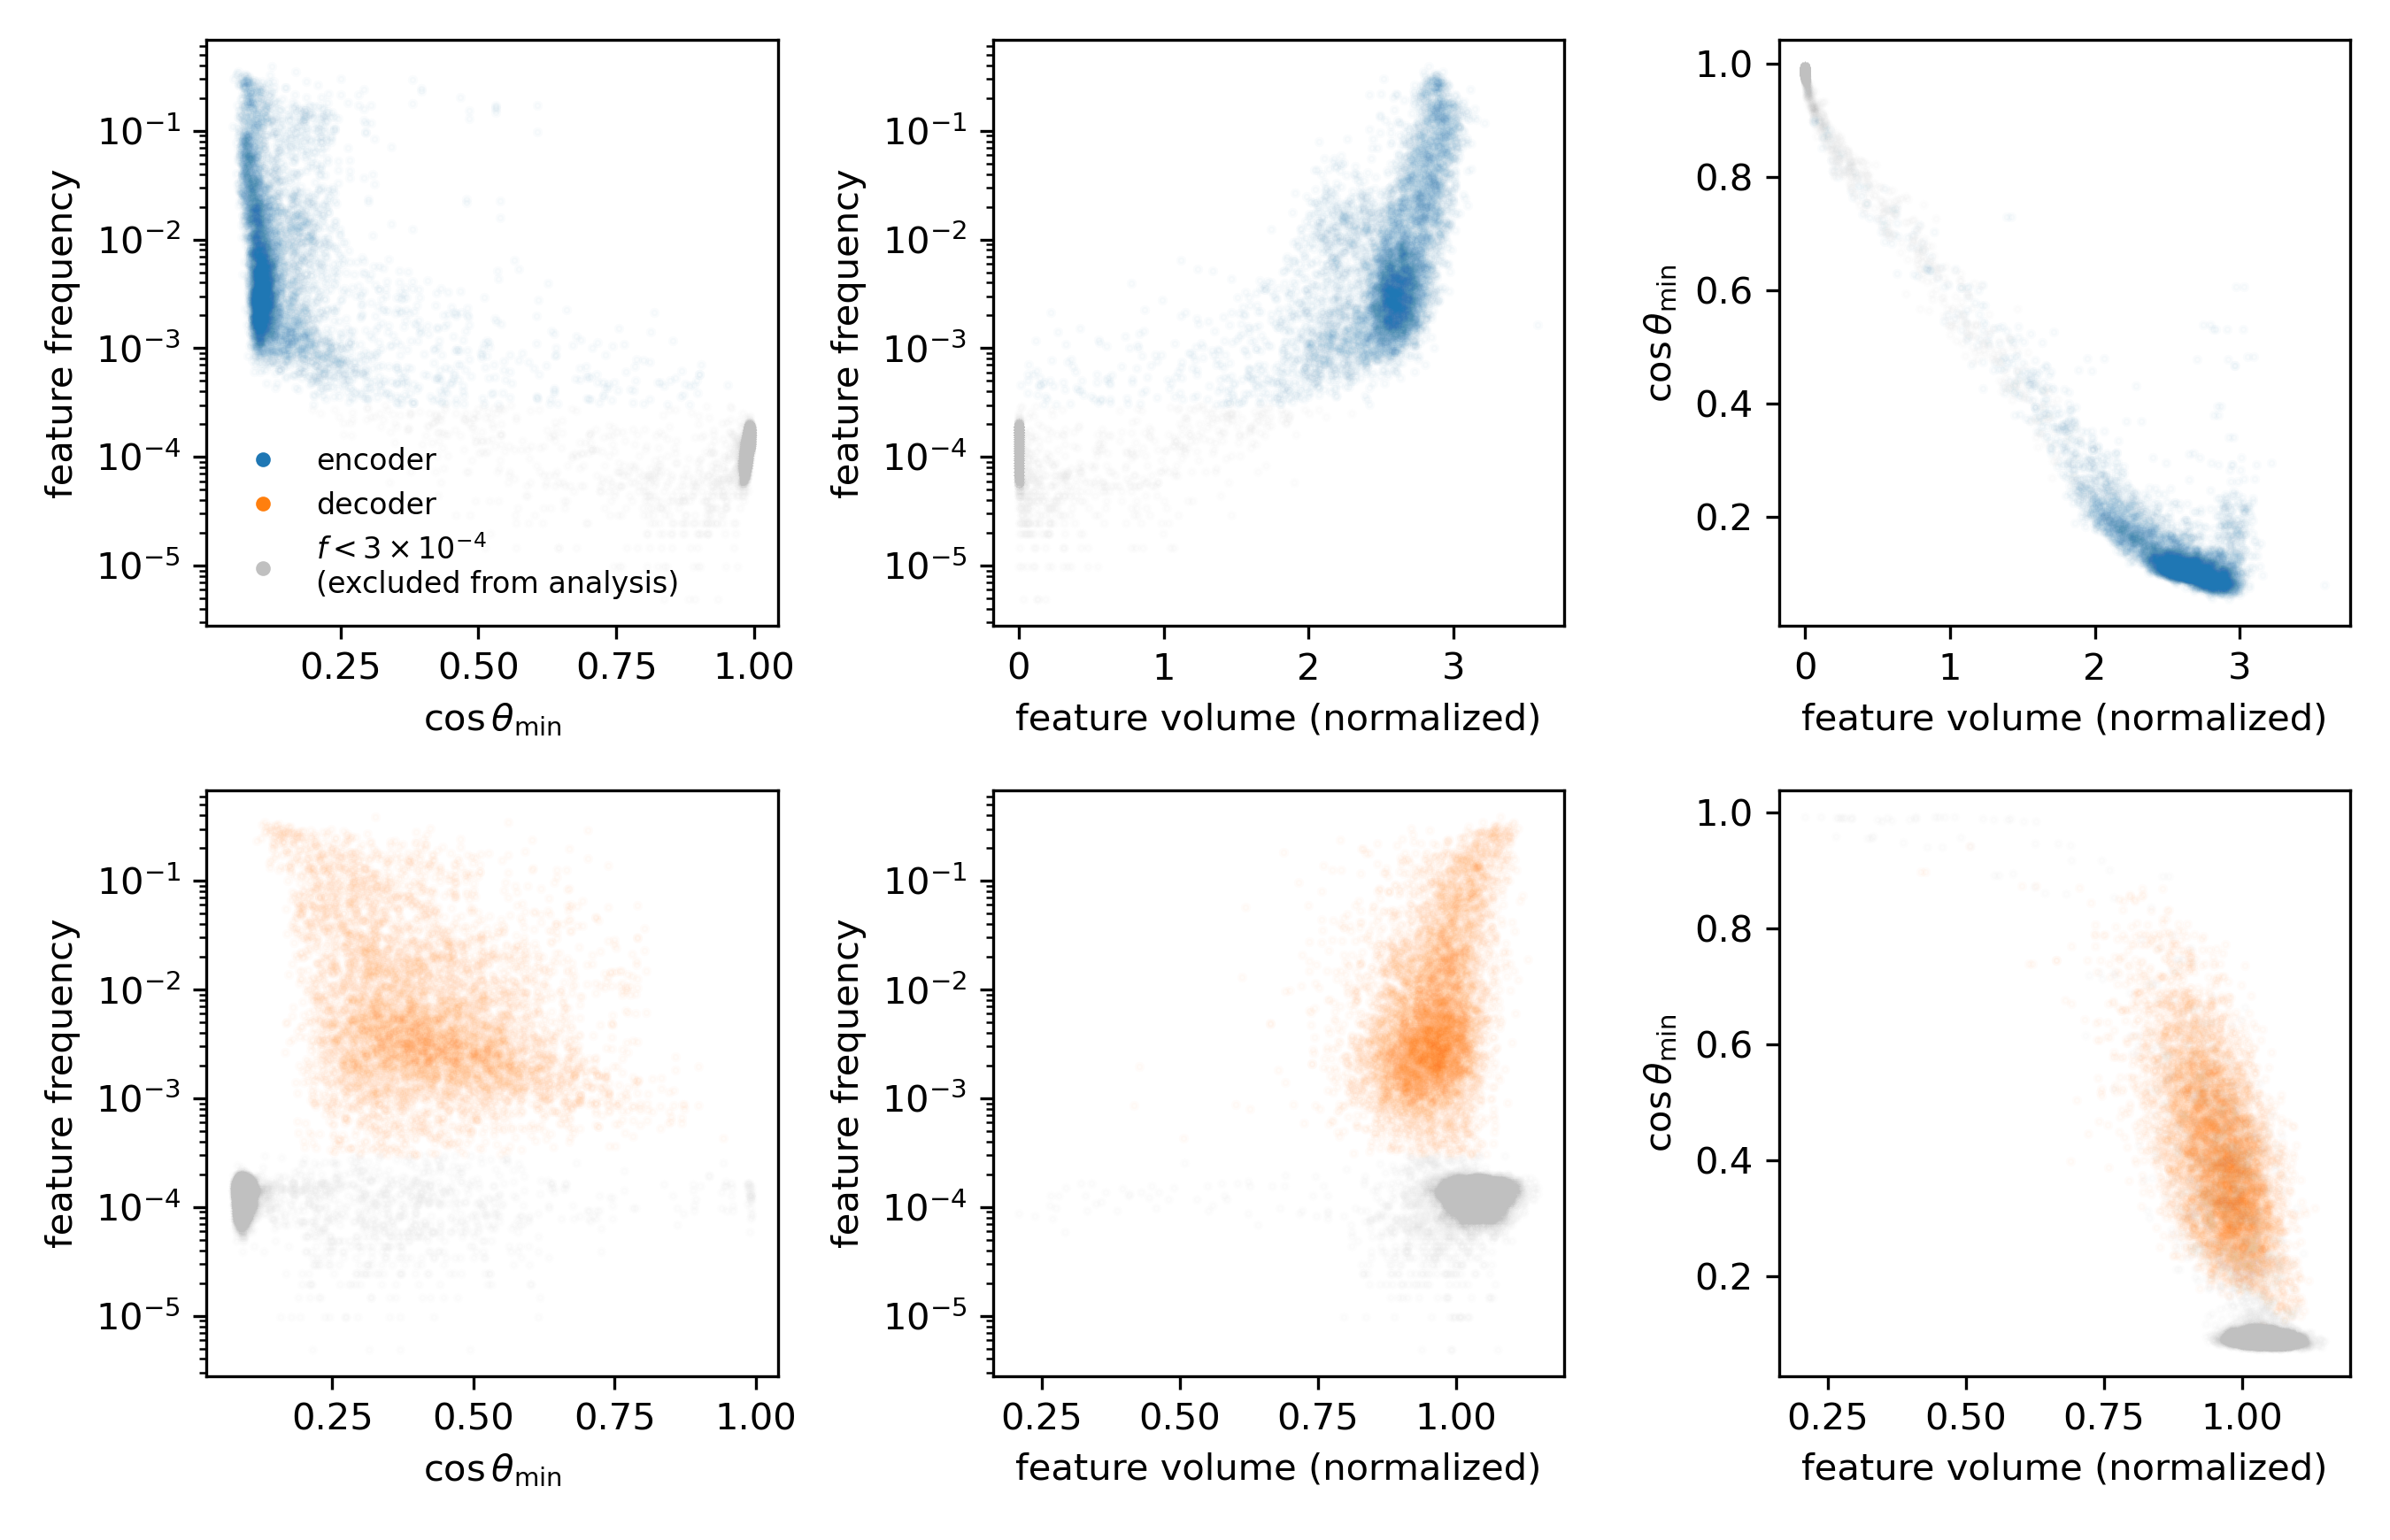 10⁻¹
10⁻²
10⁻³
10⁻⁴
10⁻⁵
feature frequency
encoder
decoder
f < 3 × 10⁻⁴
(excluded from analysis)
0.25 0.50 0.75 1.00
cos θmin
10⁻¹
10⁻²
10⁻³
10⁻⁴
10⁻⁵
feature frequency
0 1 2 3
feature volume (normalized)
1.0
0.8
0.6
0.4
0.2
cos θmin
0 1 2 3
feature volume (normalized)
10⁻¹
10⁻²
10⁻³
10⁻⁴
10⁻⁵
feature frequency
0.25 0.50 0.75 1.00
cos θmin
10⁻¹
10⁻²
10⁻³
10⁻⁴
10⁻⁵
feature frequency
0.25 0.50 0.75 1.00
feature volume (normalized)
1.0
0.8
0.6
0.4
0.2
cos θmin
0.25 0.50 0.75 1.00
feature volume (normalized)